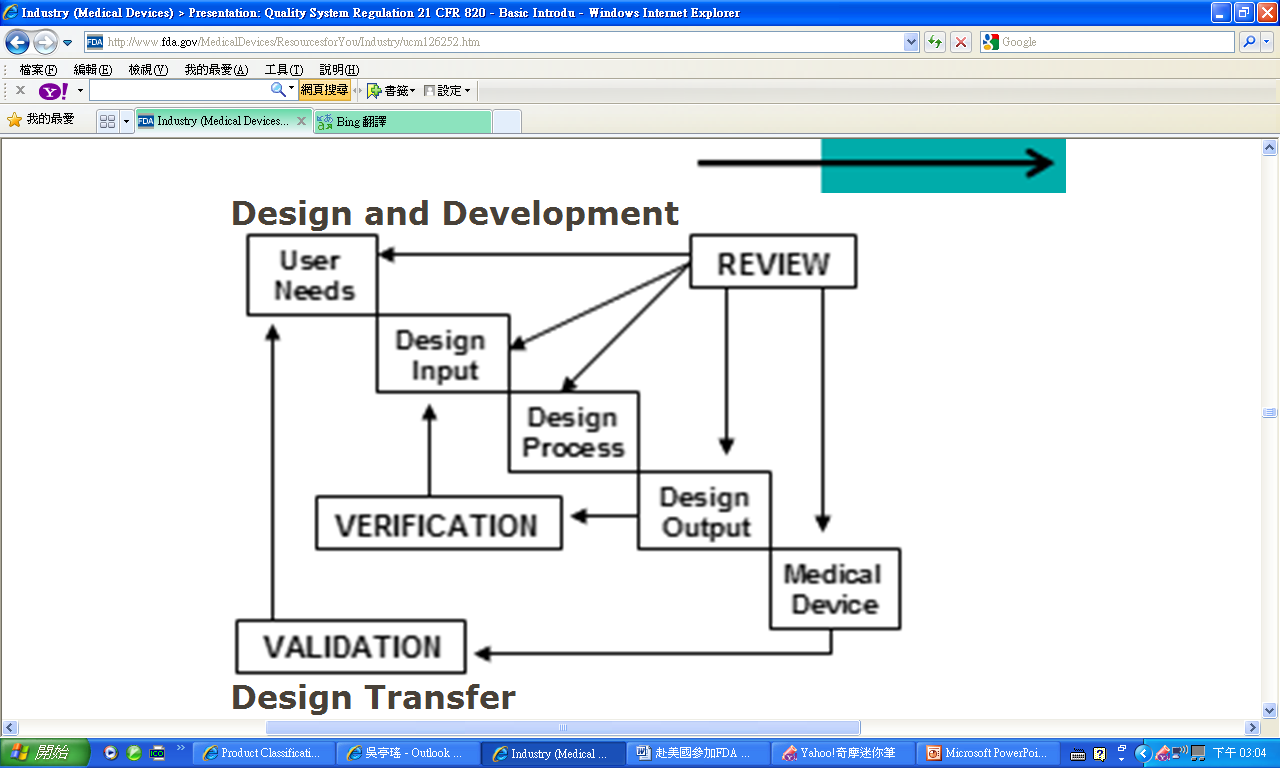 Industry (Medical Devices) > Presentation: Quality System Regulation 21 CFR 820 - Basic Introdu - Windows Internet Explorer
FDA http://www.fda.gov/MedicalDevices/ResourcesforYou/Industry/ucm126252.htm Google
檔案(F) 編輯(E) 檢視(V) 我的最愛(A) 工具(T) 說明(H)
Y! 網頁搜尋 書籤 設定
我的最愛 FDA Industry (Medical Devices... Bing 翻譯
Design and Development
User
Needs
REVIEW
Design
Input
Design
Process
Design
Output
VERIFICATION
Medical
Device
VALIDATION
Design Transfer
開始 Product Classificati... 吳亭瑤 - Outlook ... Industry (Medical ... 赴美國參加FDA ... Yahoo!奇摩迷你筆 Microsoft PowerPoi... 下午 03:04